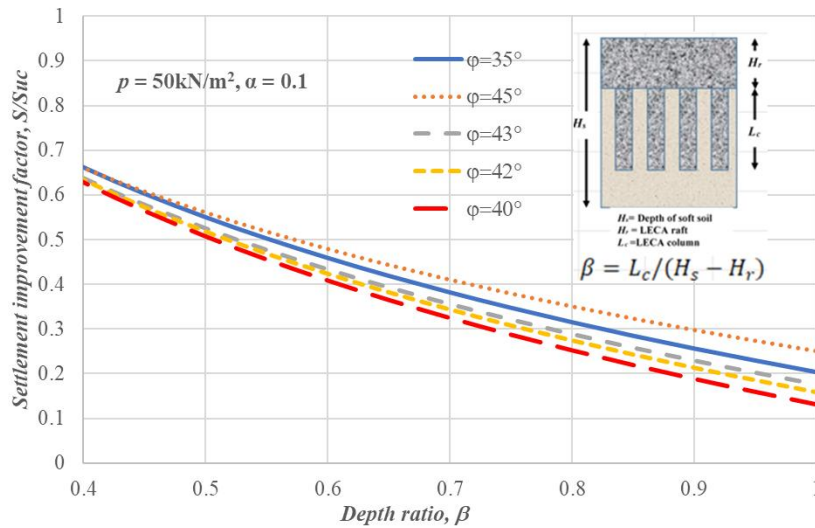 1
0.9
0.8
0.7
0.6
0.5
0.4
0.3
0.2
0.1
0
Settlement improvement factor, S/Suc
p = 50kN/m², α = 0.1
φ=35°
φ=45°
φ=43°
φ=42°
φ=40°
Hr
Hs
Lc
Hs= Depth of soft soil
Hr = LECA raft
Lc =LECA column
β = Lc/(Hs − Hr)
0.4 0.5 0.6 0.7 0.8 0.9
Depth ratio, β